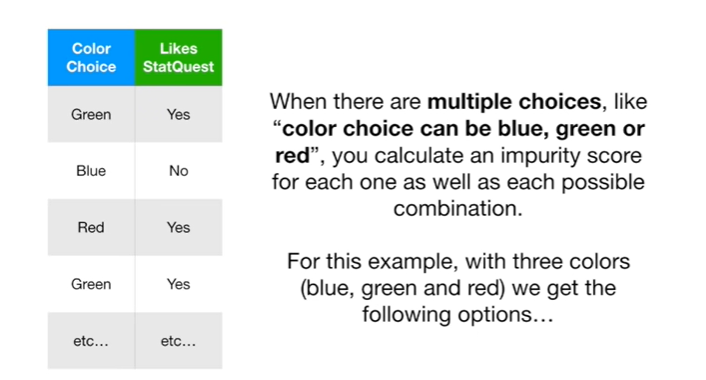 Color Choice
Likes StatQuest
Green Yes
Blue No
Red Yes
Green Yes
etc... etc...
When there are multiple choices, like
“color choice can be blue, green or
red”, you calculate an impurity score
for each one as well as each possible
combination.
For this example, with three colors
(blue, green and red) we get the
following options…